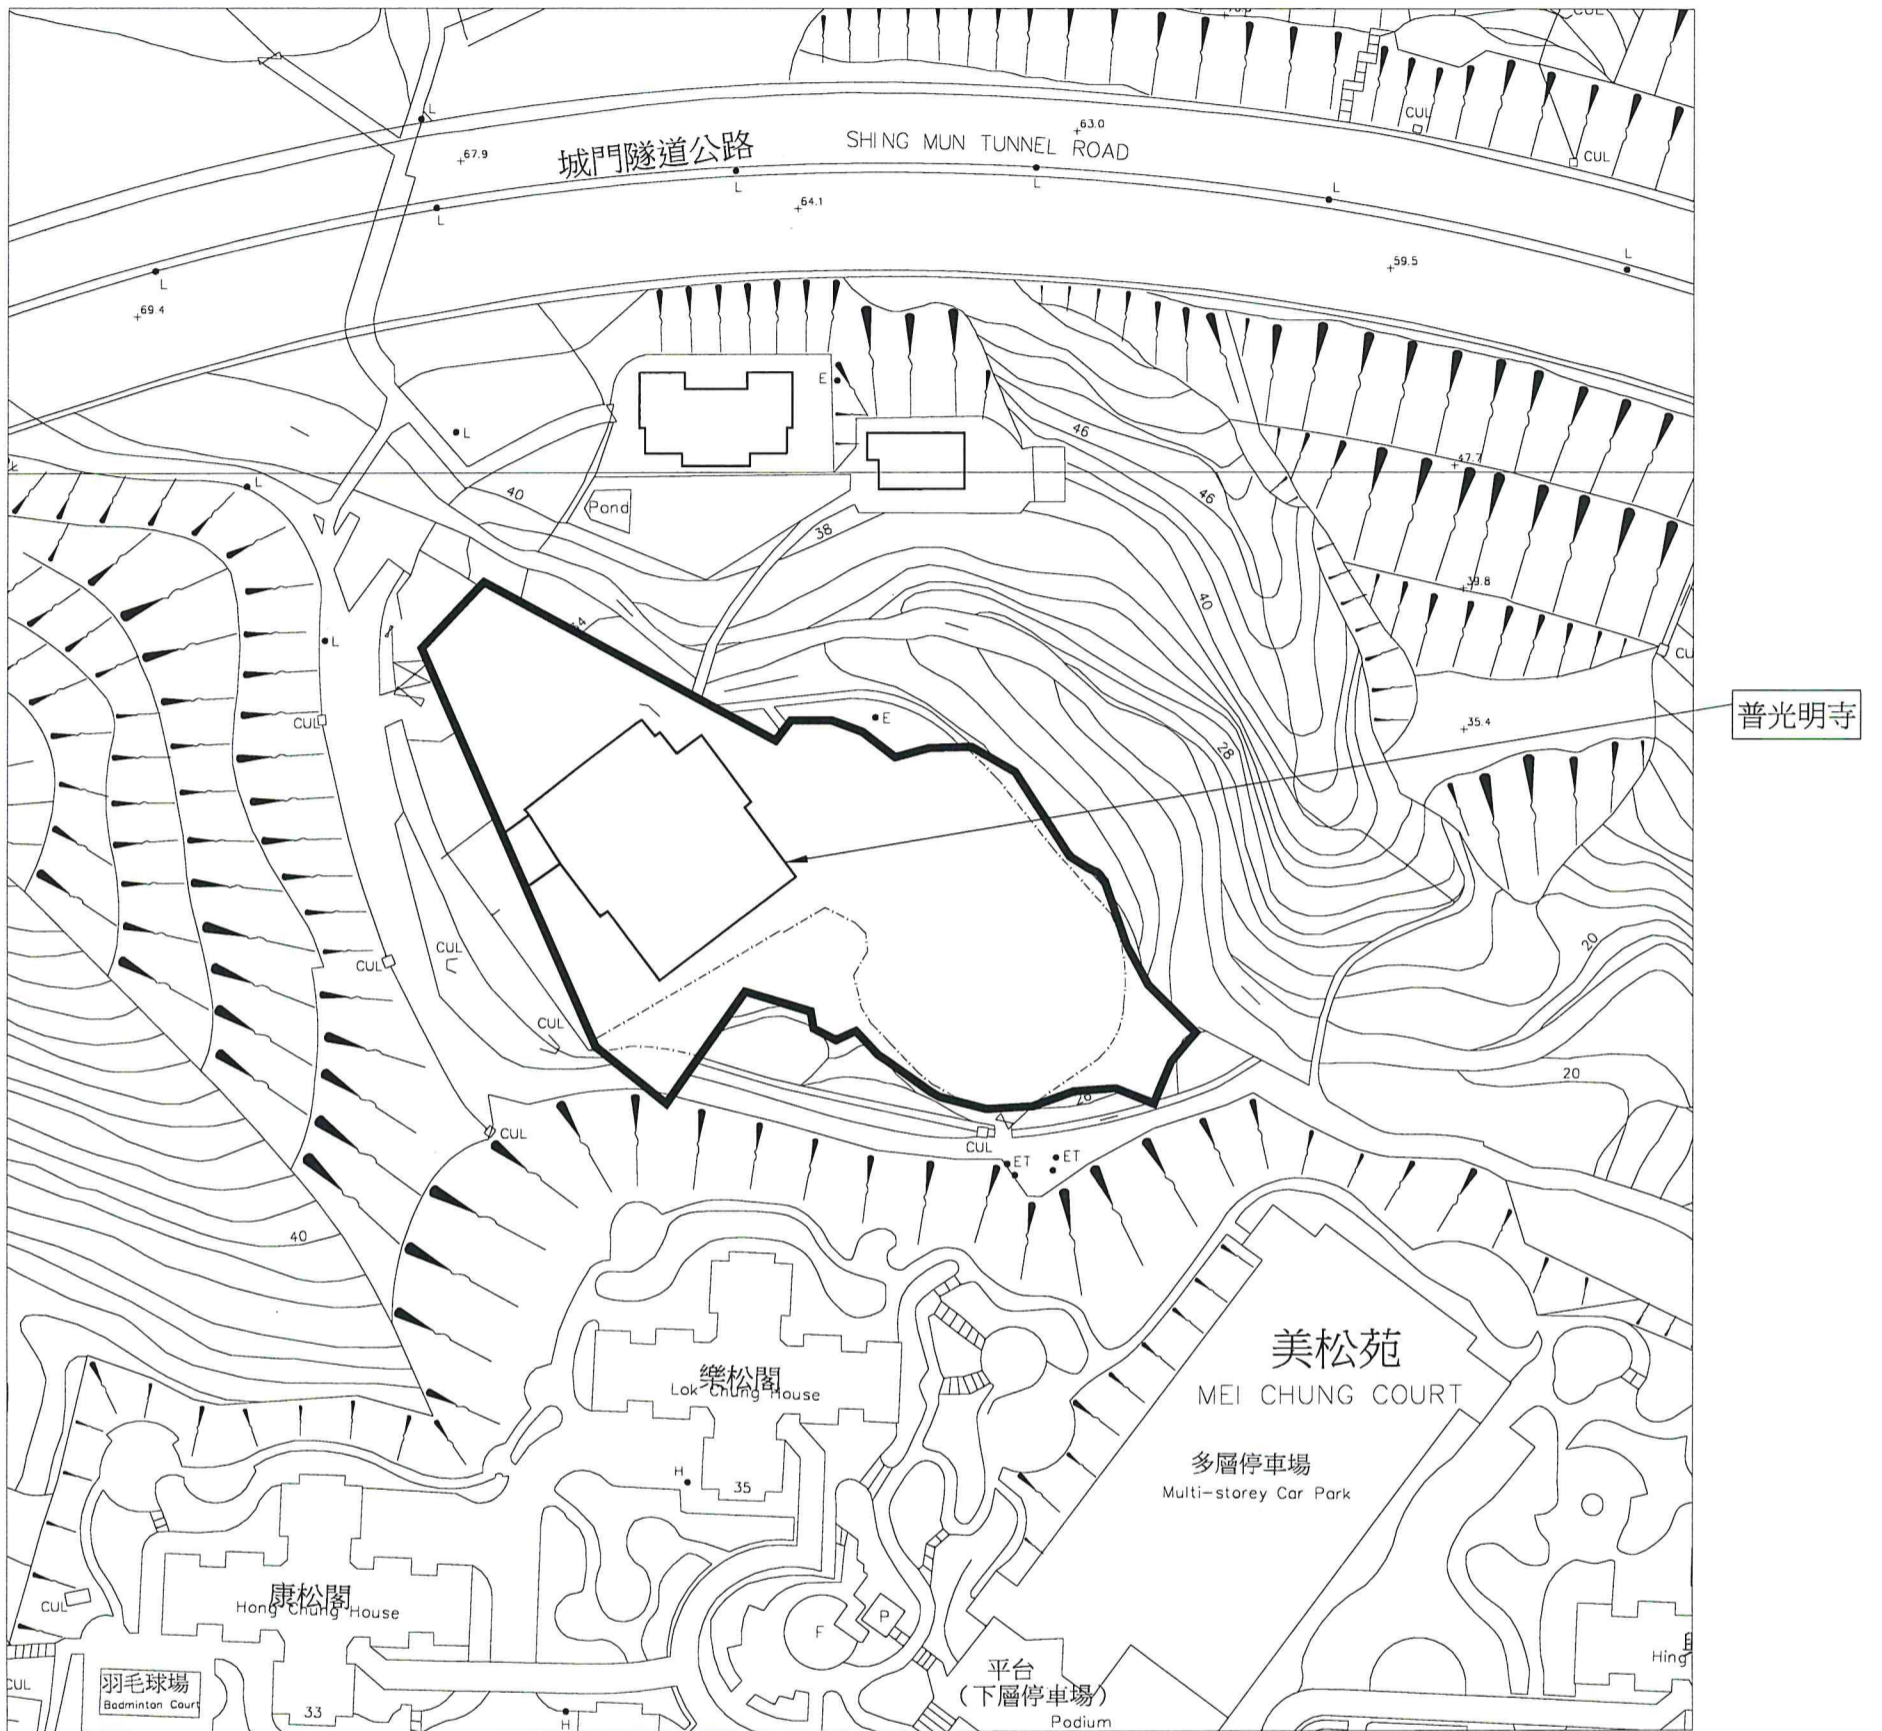 CUL
L
63.0
CUL
67.9
城門隧道公路
SHING MUN TUNNEL ROAD
CUL
L
L
L
L
64.1
L
59.5
L
L
69.4
E
L
46
47.7
L
40
46
Pond
38
39.8
40
L
CU
普光明寺
CUL
E
35.4
28
CUL
20
CUL
CUL
20
CUL
CUL
ET
ET
40
樂松閣
Lok Chung House
美松苑
MEI CHUNG COURT
多層停車場
Multi-storey Car Park
H
35
康松閣
Hong Chung House
CUL
P
F
Hing
羽毛球場
Badminton Court
CUL
33
H
平台
(下層停車場)
Podium